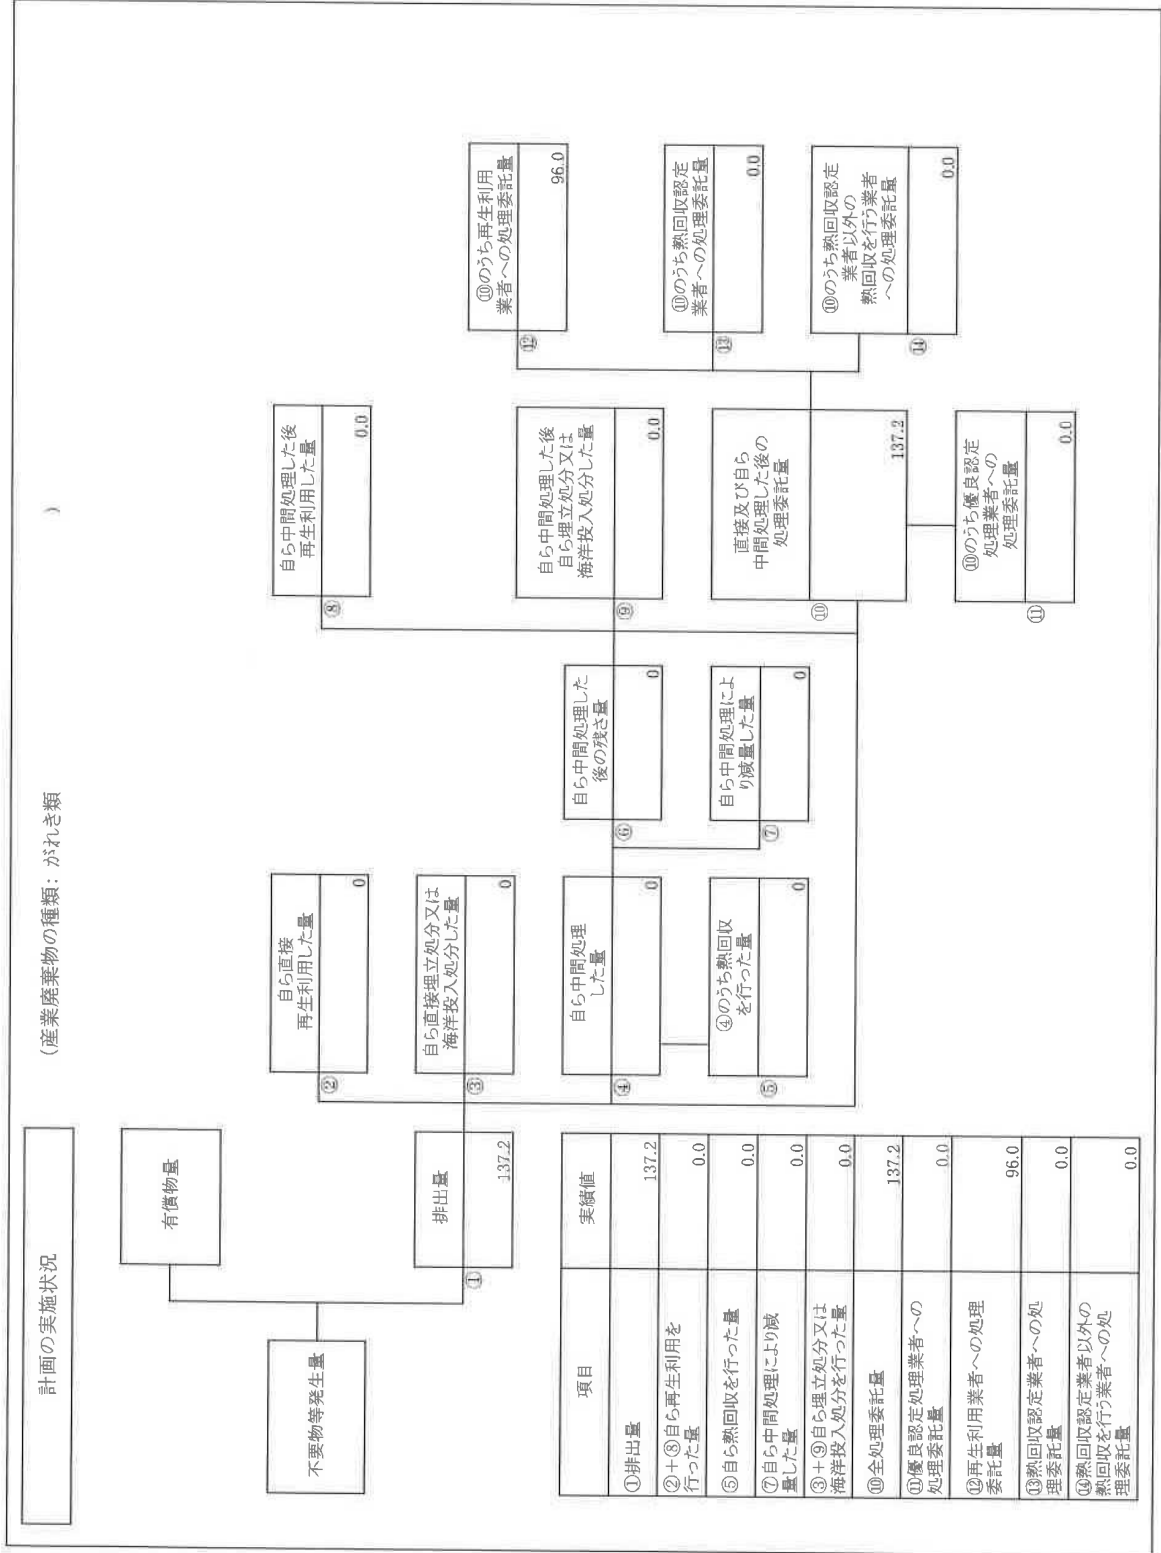 計画の実施状況
（産業廃棄物の種類：がれき類
）
有償物量
不要物等発生量
排出量
①
137.2
自ら直接
再生利用した量
②
0
自ら直接埋立処分又は
海洋投入処分した量
③
0
自ら中間処理
した量
④
0
④のうち熱回収
を行った量
⑤
0
自ら中間処理した
後の残さ量
⑥
0
自ら中間処理によ
り減量した量
⑦
0
自ら中間処理した後
再生利用した量
⑧
0.0
自ら中間処理した後
自ら埋立処分又は
海洋投入処分した量
⑨
0.0
直接及び自ら
中間処理した後の
処理委託量
⑩
137.2
⑩のうち優良認定
処理業者への
処理委託量
⑪
0.0
⑩のうち再生利用
業者への処理委託量
⑫
96.0
⑩のうち熱回収認定
業者への処理委託量
⑬
0.0
⑩のうち熱回収認定
業者以外の
熱回収を行う業者
への処理委託量
⑭
0.0
項目
実績値
①排出量
137.2
②＋⑧自ら再生利用を
行った量
0.0
⑤自ら熱回収を行った量
0.0
⑦自ら中間処理により減
量した量
0.0
③＋⑨自ら埋立処分又は
海洋投入処分を行った量
0.0
⑩全処理委託量
137.2
⑪優良認定処理業者への
処理委託量
0.0
⑫再生利用業者への処理
委託量
96.0
⑬熱回収認定業者への処
理委託量
0.0
⑭熱回収認定業者以外の
熱回収を行う業者への処
理委託量
0.0